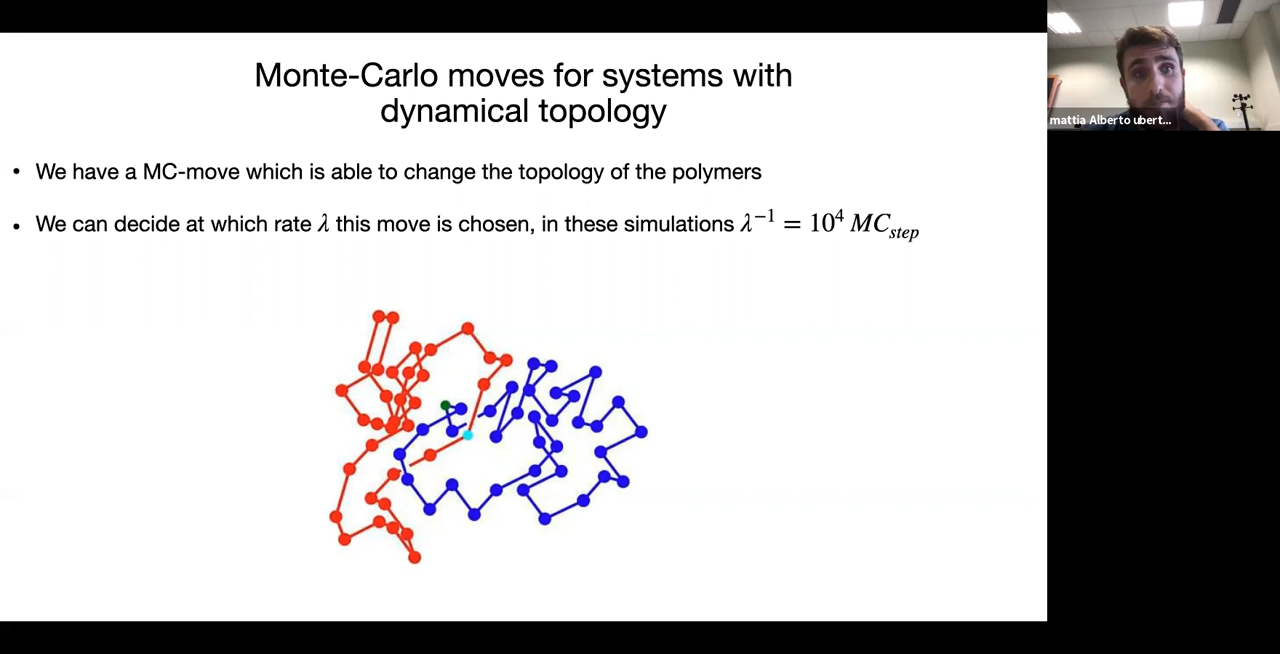 Monte-Carlo moves for systems with
dynamical topology
• We have a MC-move which is able to change the topology of the polymers
• We can decide at which rate λ this move is chosen, in these simulations λ⁻¹ = 10⁴ MC_step
mattia Alberto ubert...